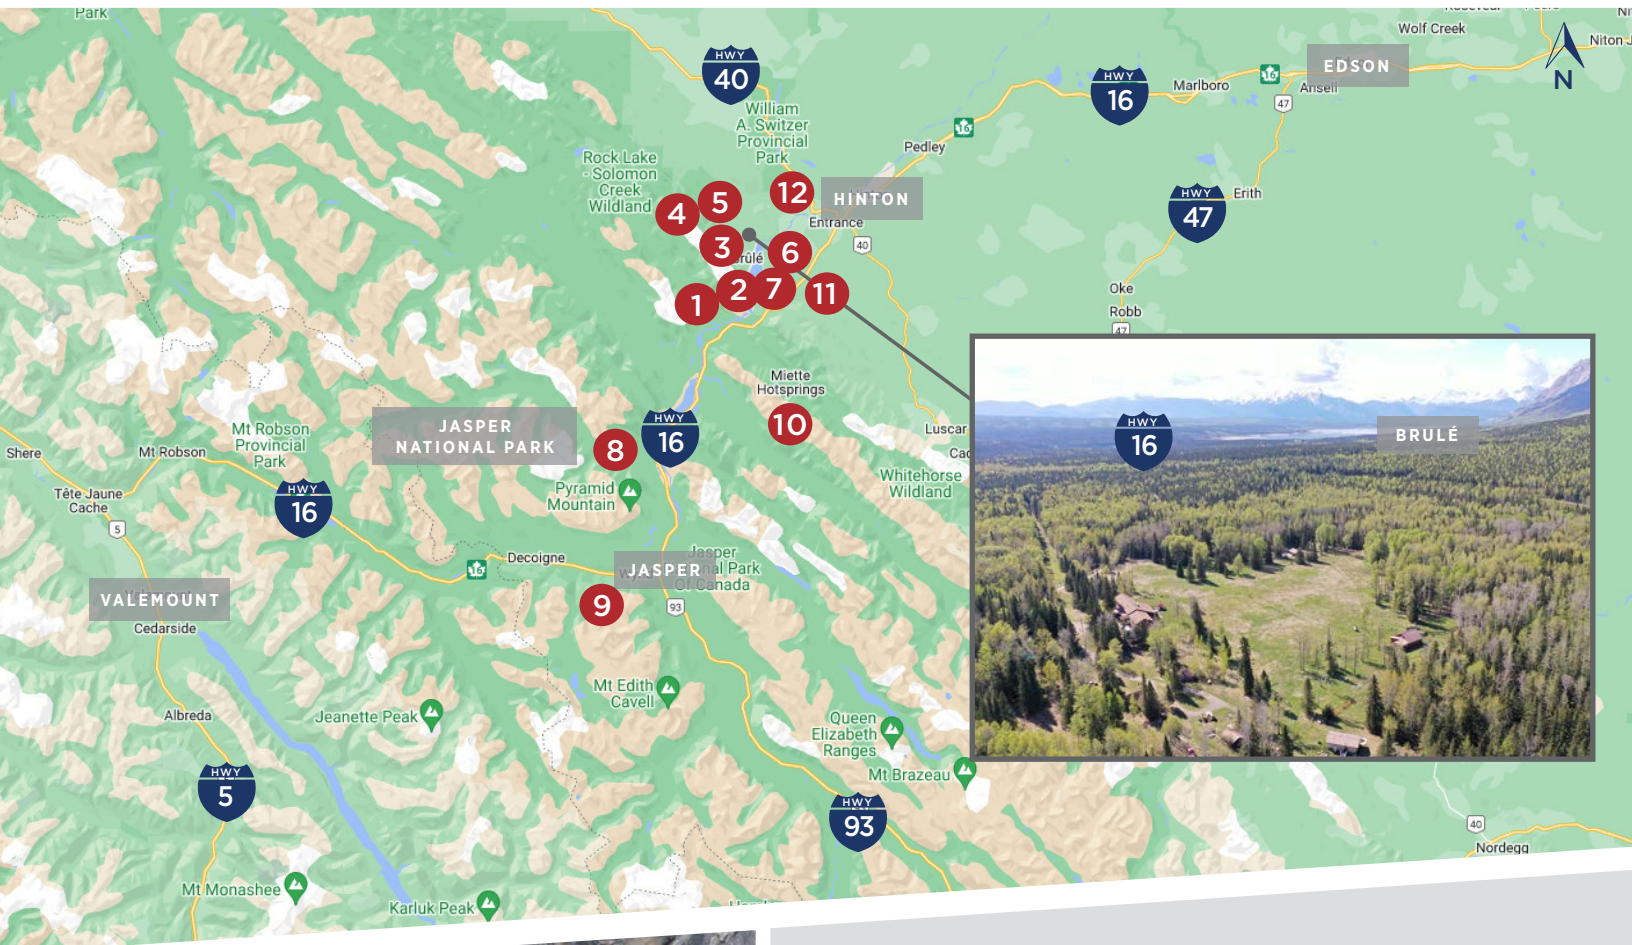 Park
Wolf Creek
Niton J
HWY
40
EDSON
N
HWY
16
16
Marlboro
Ansell
47
William
A. Switzer
Provincial
Park
16
Pedley
Rock Lake
- Solomon
Creek
Wildland
HWY
47
Erith
4
5
12
HINTON
Entrance
3
6
40
Brûlé
1
2
7
11
Oke
Robb
47
Miette
Hotsprings
10
HWY
16
8
JASPER
NATIONAL PARK
Mt Robson
Provincial
Park
Shere
Mt Robson
Luscar
Cad
Whitehorse
Wildland
HWY
16
BRULÉ
Tête Jaune
Cache
HWY
16
Pyramid
Mountain
5
Decoigne
16
JASPER
Jasper
National Park
Of Canada
VALEMOUNT
Cedarside
9
93
Mt Edith
Cavell
Albreda
Jeanette Peak
Queen
Elizabeth
Ranges
Mt Brazeau
HWY
5
HWY
93
40
Nordegg
Mt Monashee
Karluk Peak